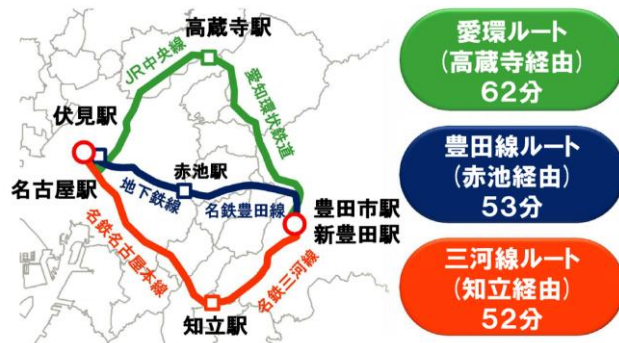 高蔵寺駅
JR中央線
愛知環状鉄道
伏見駅
名古屋駅
赤池駅
地下鉄線
名鉄豊田線
豊田市駅
新豊田駅
名鉄名古屋本線
名鉄三河線
知立駅
愛環ルート
(高蔵寺経由)
62分
豊田線ルート
(赤池経由)
53分
三河線ルート
(知立経由)
52分